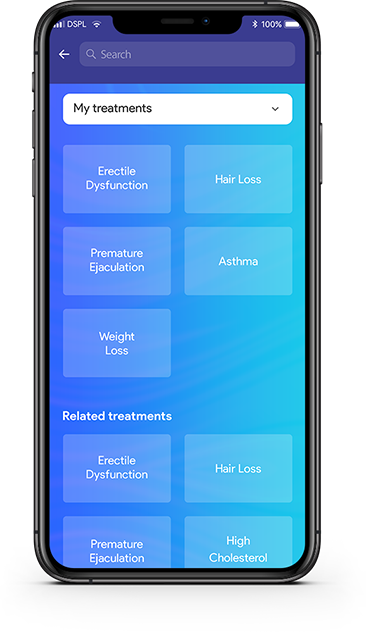 DSPL 100%
Search
My treatments
Erectile
Dysfunction
Hair Loss
Premature
Ejaculation
Asthma
Weight
Loss
Related treatments
Erectile
Dysfunction
Hair Loss
Premature
Ejaculation
High
Cholesterol